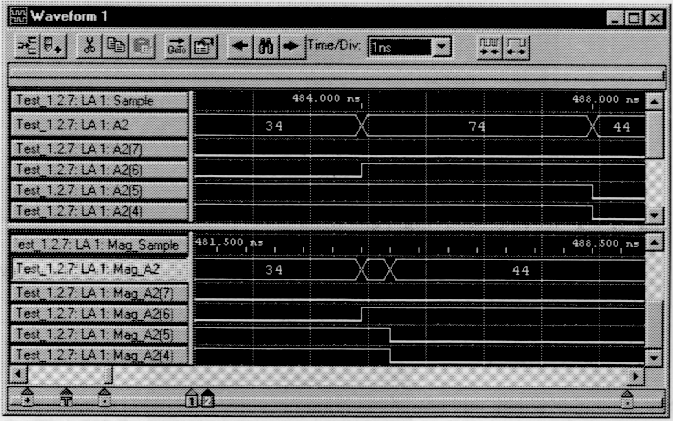 Waveform 1
Goto
Time/Div: 1ns
Test_1.2.7: LA 1: Sample 484.000 ns 488.000 ns
Test_1.2.7: LA 1: A2 34 74 44
Test_1.2.7: LA 1: A2(7)
Test_1.2.7: LA 1: A2(6)
Test_1.2.7: LA 1: A2(5)
Test_1.2.7: LA 1: A2(4)
est_1.2.7: LA 1: Mag_Sample 481.500 ns 488.500 ns
Test_1.2.7: LA 1: Mag_A2 34 44
Test_1.2.7: LA 1: Mag_A2(7)
Test_1.2.7: LA 1: Mag_A2(6)
Test_1.2.7: LA 1: Mag_A2(5)
Test_1.2.7: LA 1: Mag_A2(4)
T 1 2